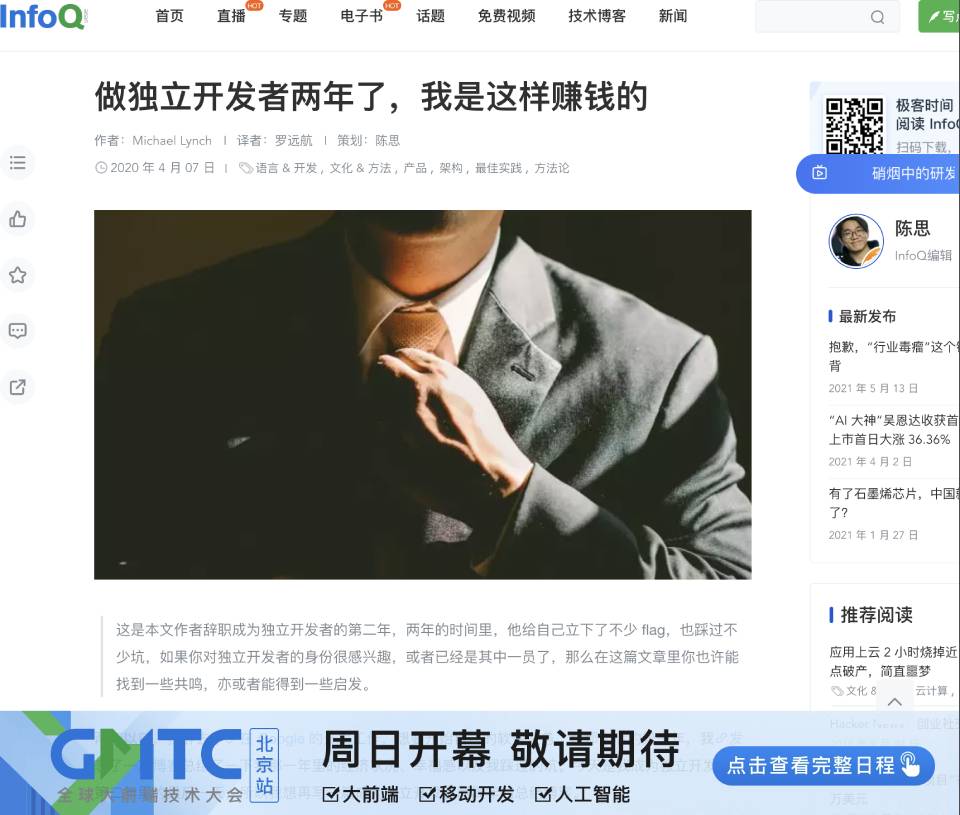 InfoQ
首页 直播 HOT 专题 电子书 HOT 话题 免费视频 技术博客 新闻
写
做独立开发者两年了，我是这样赚钱的
作者：Michael Lynch 译者：罗远航 策划：陈思
2020 年 4 月 07 日 语言 & 开发，文化 & 方法，产品，架构，最佳实践，方法论
这是本文作者辞职成为独立开发者的第二年，两年的时间里，他给自己立下了不少 flag，也踩过不
少坑，如果你对独立开发者的身份很感兴趣，或者已经是其中一员了，那么在这篇文章里你也许能
找到一些共鸣，亦或者能得到一些启发。
极客时间
阅读 Info
扫码下载，
硝烟中的研发
陈思
InfoQ编辑
最新发布
抱歉，“行业毒瘤”这个
背
2021 年 5 月 13 日
“AI 大神”吴恩达收获首
上市首日大涨 36.36%
2021 年 4 月 2 日
有了石墨烯芯片，中国
了？
2021 年 1 月 27 日
推荐阅读
应用上云 2 小时烧掉近
点破产，简直噩梦
文化 & 云计算，
Hacker News 创业社
万美元
GMTC
北京站
全球大前端技术大会
周日开幕 敬请期待
大前端 移动开发 人工智能
点击查看完整日程